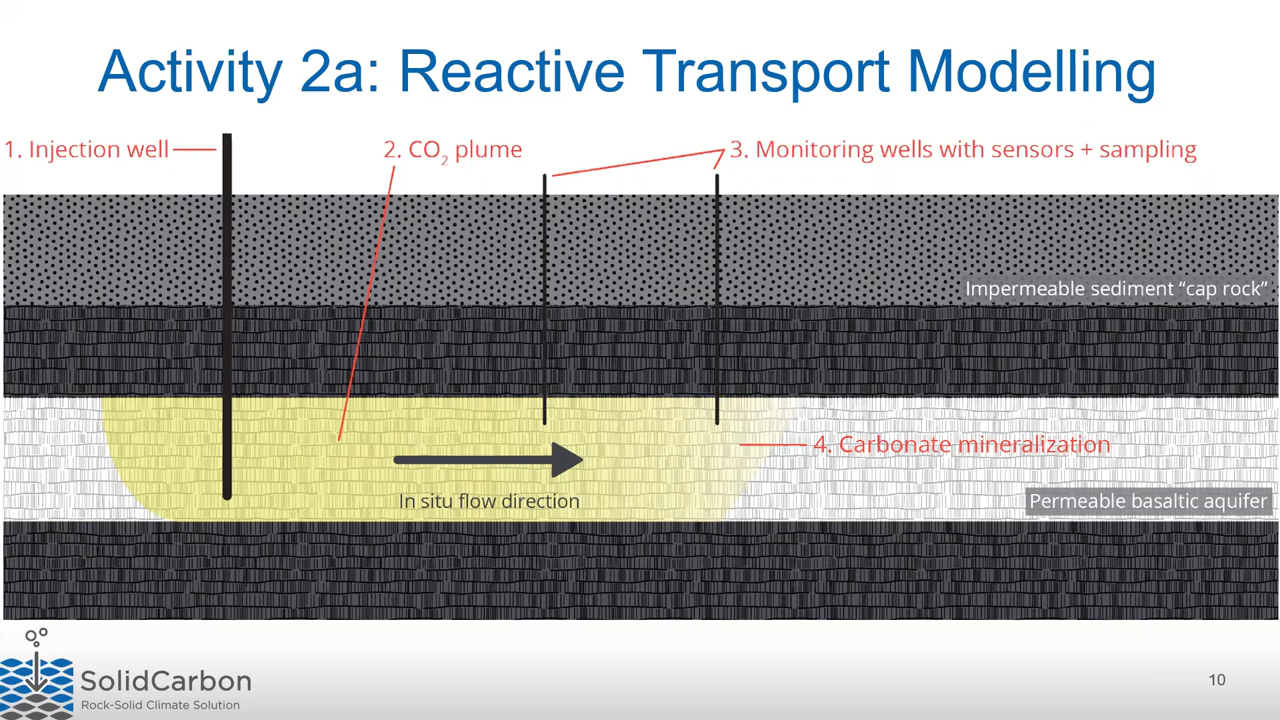 Activity 2a: Reactive Transport Modelling
1. Injection well
2. CO₂ plume
3. Monitoring wells with sensors + sampling
Impermeable sediment “cap rock”
4. Carbonate mineralization
In situ flow direction
Permeable basaltic aquifer
SolidCarbon
Rock-Solid Climate Solution
10